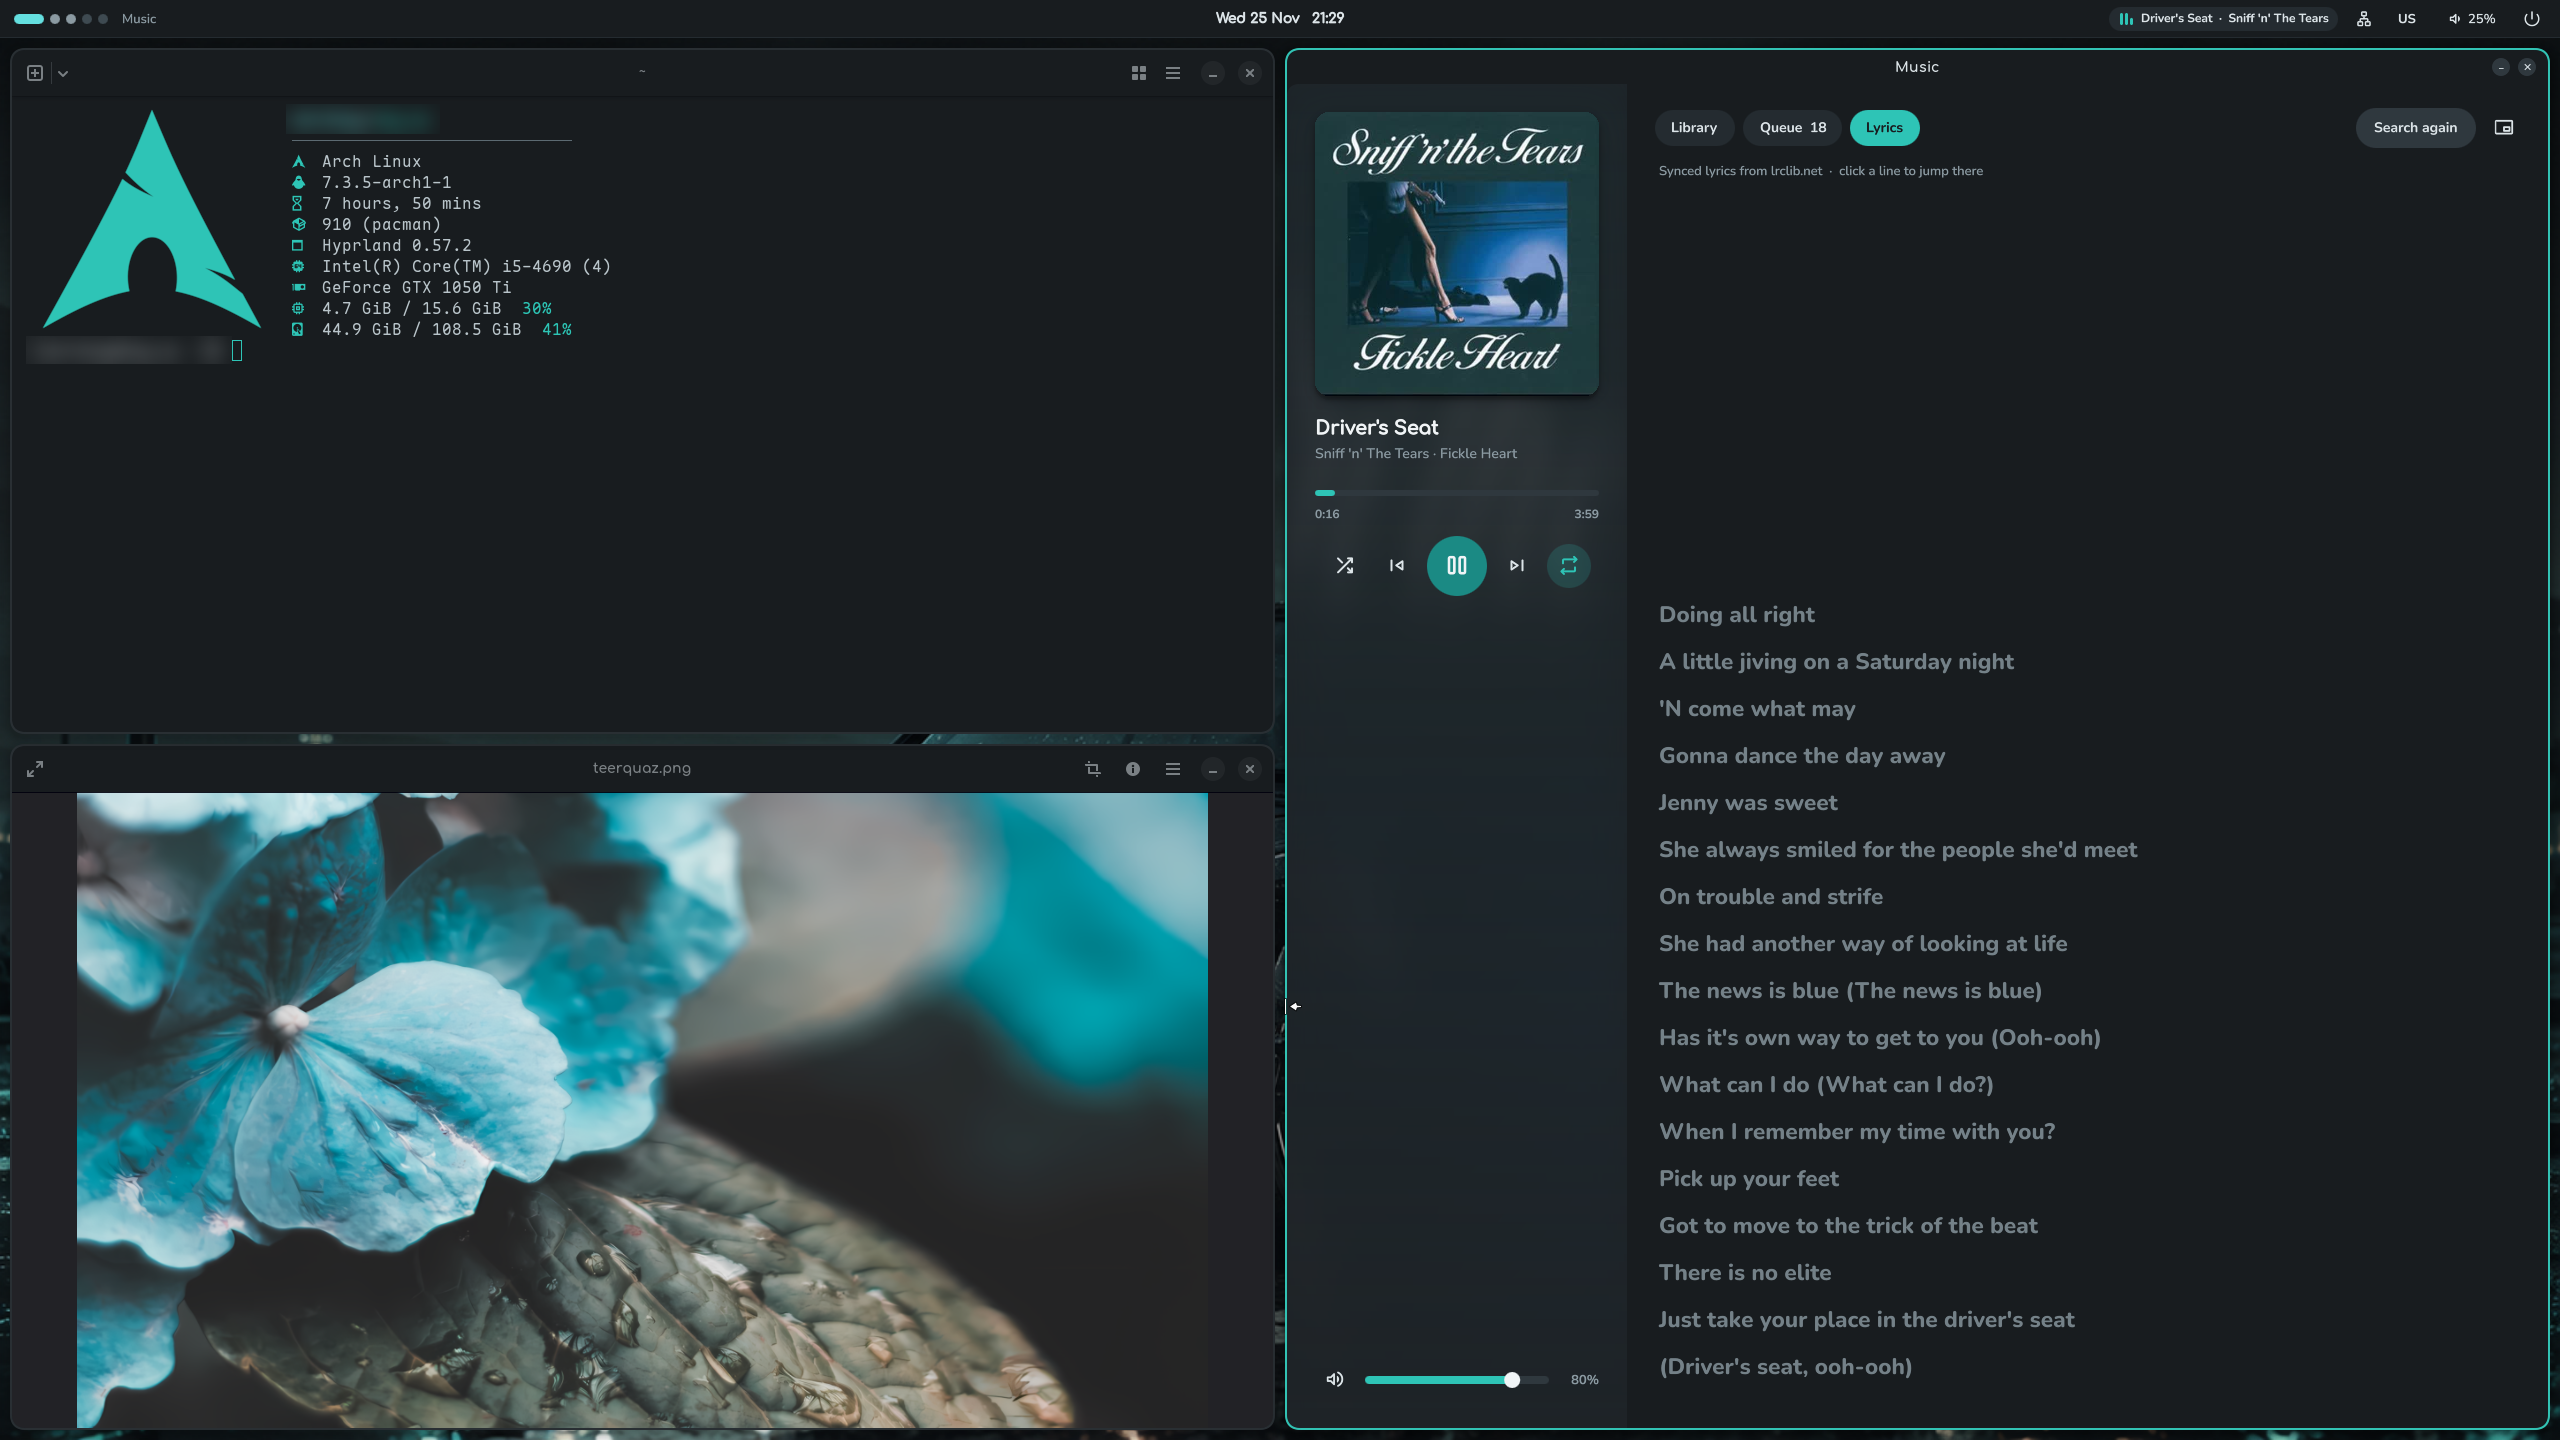 Music
Wed 25 Nov 21:29
Driver's Seat · Sniff 'n' The Tears
US
25%
~
Arch Linux
7.3.5-arch1-1
7 hours, 50 mins
910 (pacman)
Hyprland 0.57.2
Intel(R) Core(TM) i5-4690 (4)
GeForce GTX 1050 Ti
4.7 GiB / 15.6 GiB 30%
44.9 GiB / 108.5 GiB 41%
teerquaz.png
Music
Sniff 'n' the Tears
Fickle Heart
Driver's Seat
Sniff 'n' The Tears · Fickle Heart
0:16
3:59
80%
Library
Queue 18
Lyrics
Search again
Synced lyrics from lrclib.net · click a line to jump there
Doing all right
A little jiving on a Saturday night
'N come what may
Gonna dance the day away
Jenny was sweet
She always smiled for the people she'd meet
On trouble and strife
She had another way of looking at life
The news is blue (The news is blue)
Has it's own way to get to you (Ooh-ooh)
What can I do (What can I do?)
When I remember my time with you?
Pick up your feet
Got to move to the trick of the beat
There is no elite
Just take your place in the driver's seat
(Driver's seat, ooh-ooh)